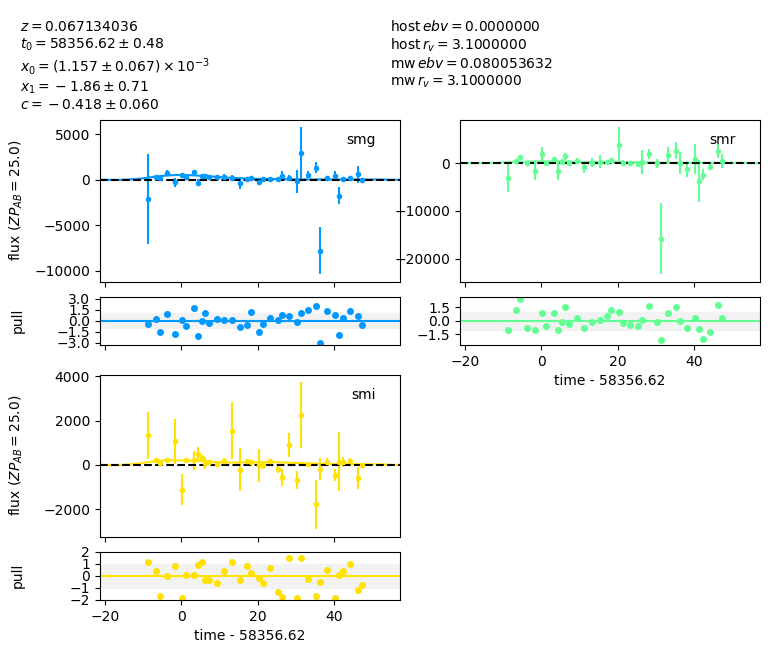 z = 0.067134036
t₀ = 58356.62 ± 0.48
x₀ = (1.157 ± 0.067) × 10⁻³
x₁ = −1.86 ± 0.71
c = −0.418 ± 0.060
host ebv = 0.0000000
host r_v = 3.1000000
mw ebv = 0.080053632
mw r_v = 3.1000000
smg
flux (ZP_AB = 25.0)
5000
0
−5000
−10000
smr
0
−10000
−20000
pull
3.0
1.5
0.0
−1.5
−3.0
1.5
0.0
−1.5
−20
0
20
40
time - 58356.62
smi
flux (ZP_AB = 25.0)
4000
2000
0
−2000
pull
2
1
0
−1
−2
−20
0
20
40
time - 58356.62